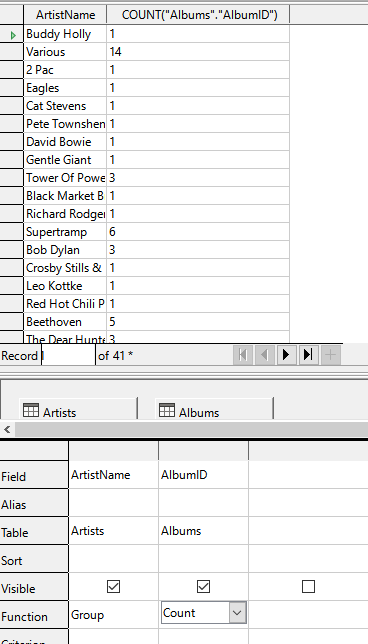 ArtistName COUNT("Albums"."AlbumID")
Buddy Holly 1
Various 14
2 Pac 1
Eagles 1
Cat Stevens 1
Pete Townshen 1
David Bowie 1
Gentle Giant 1
Tower Of Powe 3
Black Market B 1
Richard Rodger 1
Supertramp 6
Bob Dylan 3
Crosby Stills & 1
Leo Kottke 1
Red Hot Chili P 1
Beethoven 5
The Dear Hunte 3
Record 1 of 41 *
Artists Albums
Field ArtistName AlbumID
Alias
Table Artists Albums
Sort
Visible
Function Group Count
Criterion